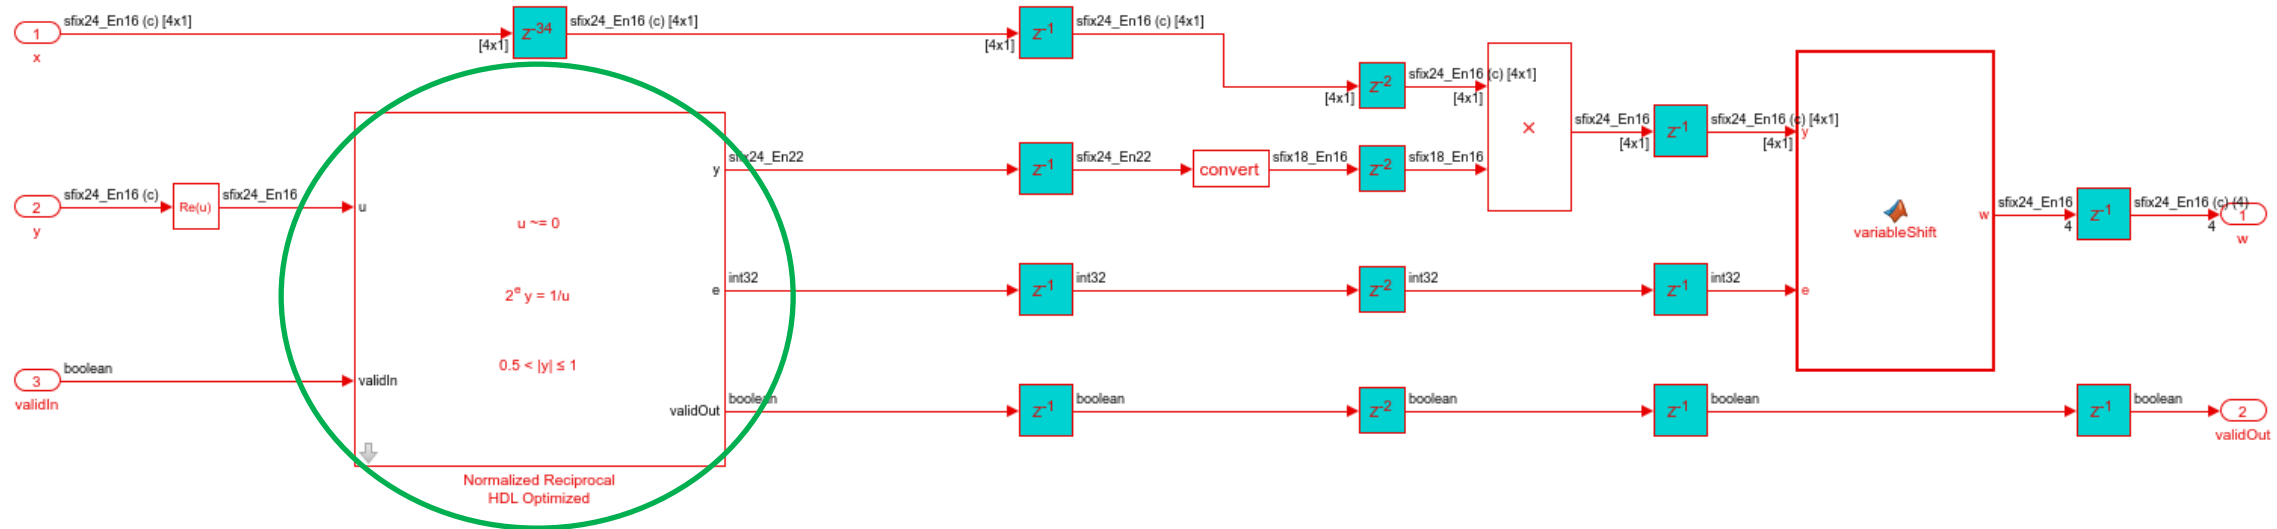 1
x
sfix24_En16 (c) [4x1]
[4x1]
z-34
sfix24_En16 (c) [4x1]
[4x1]
z-1
sfix24_En16 (c) [4x1]
[4x1]
z-2
sfix24_En16 (c) [4x1]
[4x1]
×
sfix24_En16
[4x1]
z-1
sfix24_En16 (c) [4x1]
[4x1]
y
2
y
sfix24_En16 (c)
Re(u)
sfix24_En16
u
u ~= 0
2e y = 1/u
0.5 < |y| ≤ 1
y
sfix24_En22
z-1
sfix24_En22
convert
sfix18_En16
z-2
sfix18_En16
e
int32
z-1
int32
z-2
int32
z-1
int32
e
variableShift
w
sfix24_En16
4
z-1
sfix24_En16 (c) (4)
4
1
w
3
validIn
boolean
validIn
validOut
boolean
z-1
boolean
z-2
boolean
z-1
boolean
z-1
boolean
2
validOut
Normalized Reciprocal
HDL Optimized